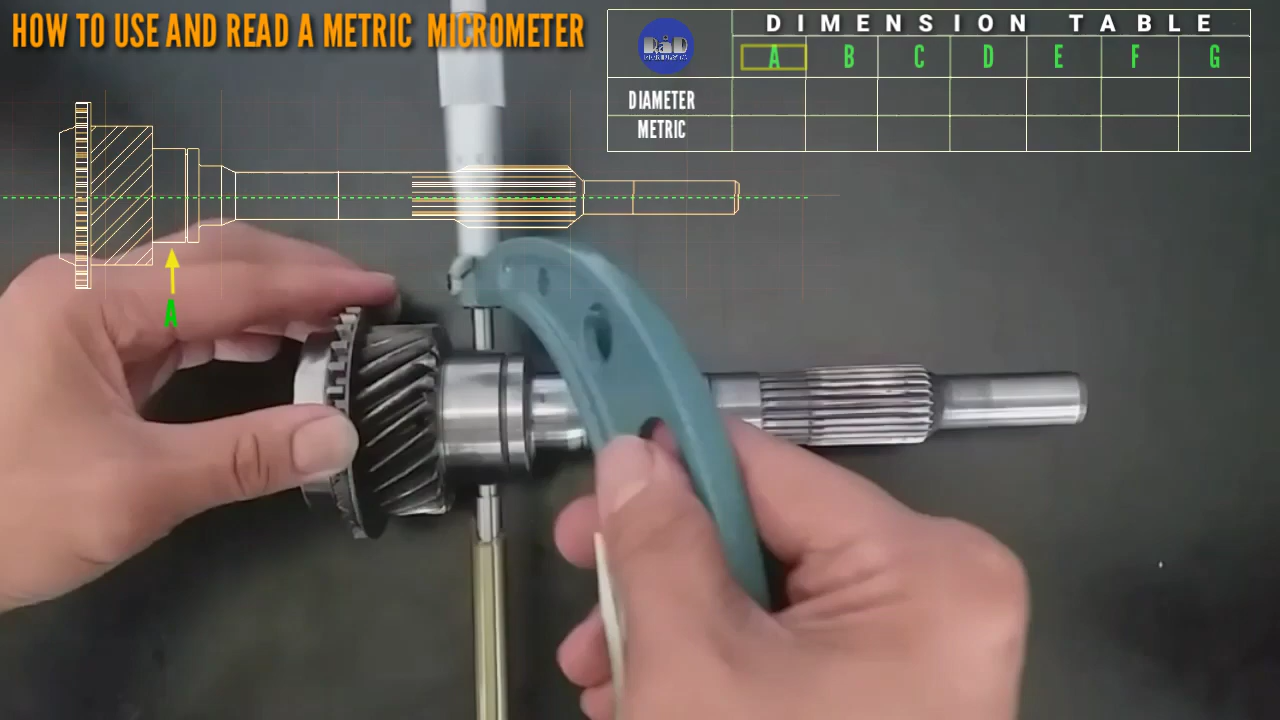 HOW TO USE AND READ A METRIC MICROMETER
DIMENSION TABLE
A B C D E F G
DIAMETER
METRIC
A